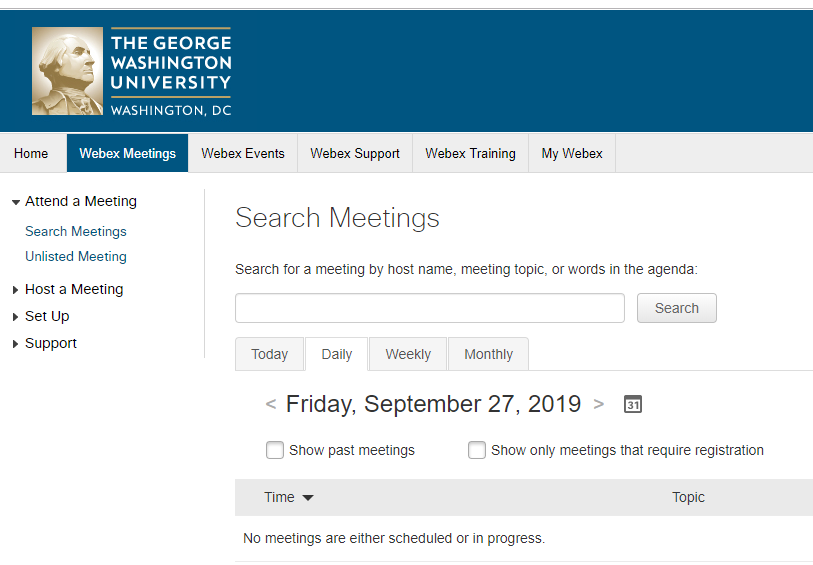 THE GEORGE
WASHINGTON
UNIVERSITY
WASHINGTON, DC
Home Webex Meetings Webex Events Webex Support Webex Training My Webex
Attend a Meeting
Search Meetings
Unlisted Meeting
Host a Meeting
Set Up
Support
Search Meetings
Search for a meeting by host name, meeting topic, or words in the agenda:
Search
Today Daily Weekly Monthly
< Friday, September 27, 2019 > 31
Show past meetings Show only meetings that require registration
Time Topic
No meetings are either scheduled or in progress.